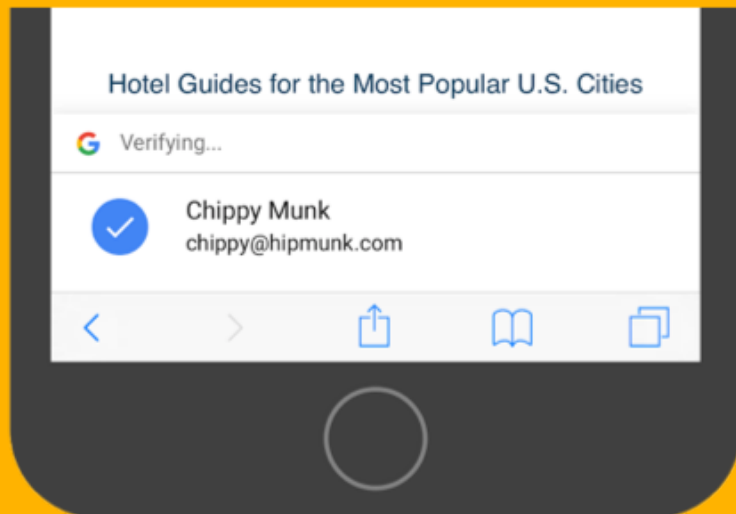 Hotel Guides for the Most Popular U.S. Cities
G Verifying...
Chippy Munk
chippy@hipmunk.com